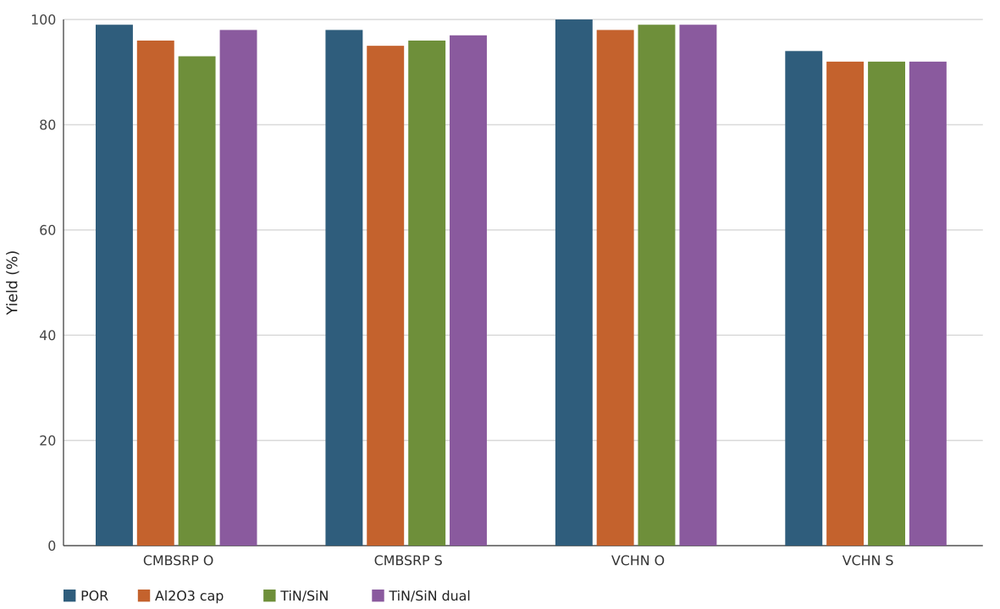 100
80
60
40
20
0
Yield (%)
CMBSRP O
CMBSRP S
VCHN O
VCHN S
POR
Al2O3 cap
TiN/SiN
TiN/SiN dual